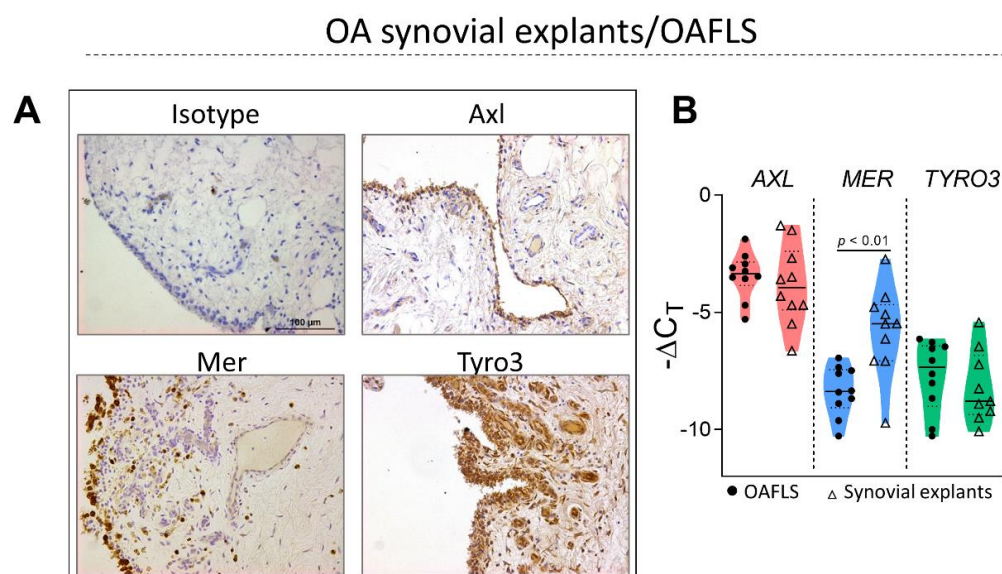 OA synovial explants/OAFLS
A
Isotype
Axl
100 µm
Mer
Tyro3
B
AXL MER TYRO3
0
p < 0.01
-5
-10
-ΔCT
OAFLS Synovial explants